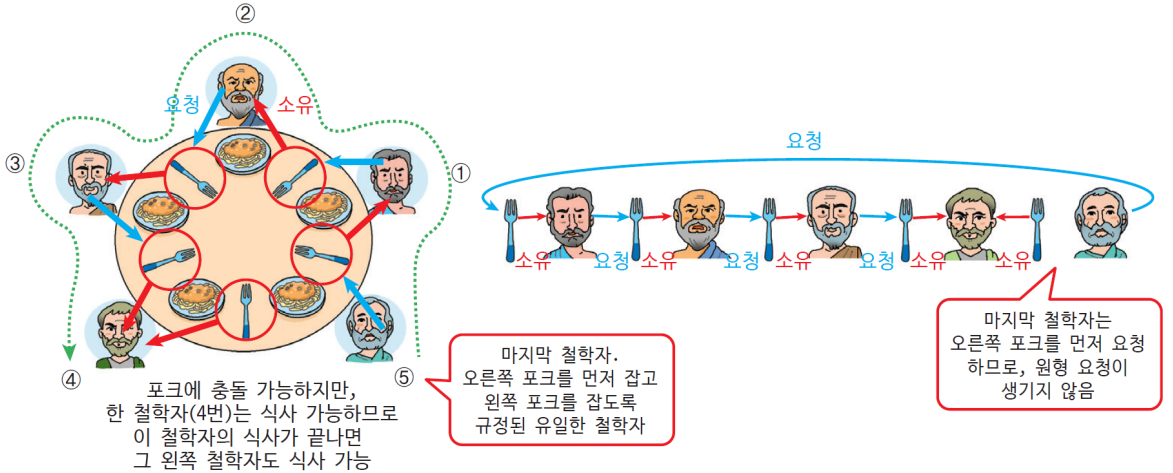 ②
요청
소유
③
①
④
⑤
포크에 충돌 가능하지만,
한 철학자(4번)는 식사 가능하므로
이 철학자의 식사가 끝나면
그 왼쪽 철학자도 식사 가능
마지막 철학자.
오른쪽 포크를 먼저 잡고
왼쪽 포크를 잡도록
규정된 유일한 철학자
요청
소유
요청
소유
요청
소유
요청
소유
소유
마지막 철학자는
오른쪽 포크를 먼저 요청
하므로, 원형 요청이
생기지 않음